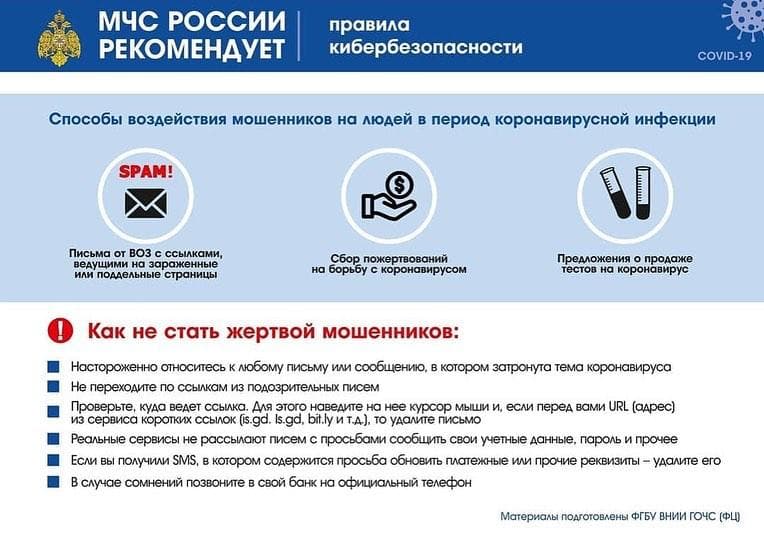 МЧС РОССИИ
РЕКОМЕНДУЕТ
правила
кибербезопасности
COVID-19
Способы воздействия мошенников на людей в период коронавирусной инфекции
SPAM!
Письма от ВОЗ с ссылками,
ведущими на зараженные
или поддельные страницы
$
Сбор пожертвований
на борьбу с коронавирусом
Предложения о продаже
тестов на коронавирус
! Как не стать жертвой мошенников:
Настороженно относитесь к любому письму или сообщению, в котором затронута тема коронавируса
Не переходите по ссылкам из подозрительных писем
Проверьте, куда ведет ссылка. Для этого наведите на нее курсор мыши и, если перед вами URL (адрес)
из сервиса коротких ссылок (is.gd. ls.gd, bit.ly и т.д.), то удалите письмо
Реальные сервисы не рассылают писем с просьбами сообщить свои учетные данные, пароль и прочее
Если вы получили SMS, в котором содержится просьба обновить платежные или прочие реквизиты – удалите его
В случае сомнений позвоните в свой банк на официальный телефон
Материалы подготовлены ФГБУ ВНИИ ГОЧС (ФЦ)